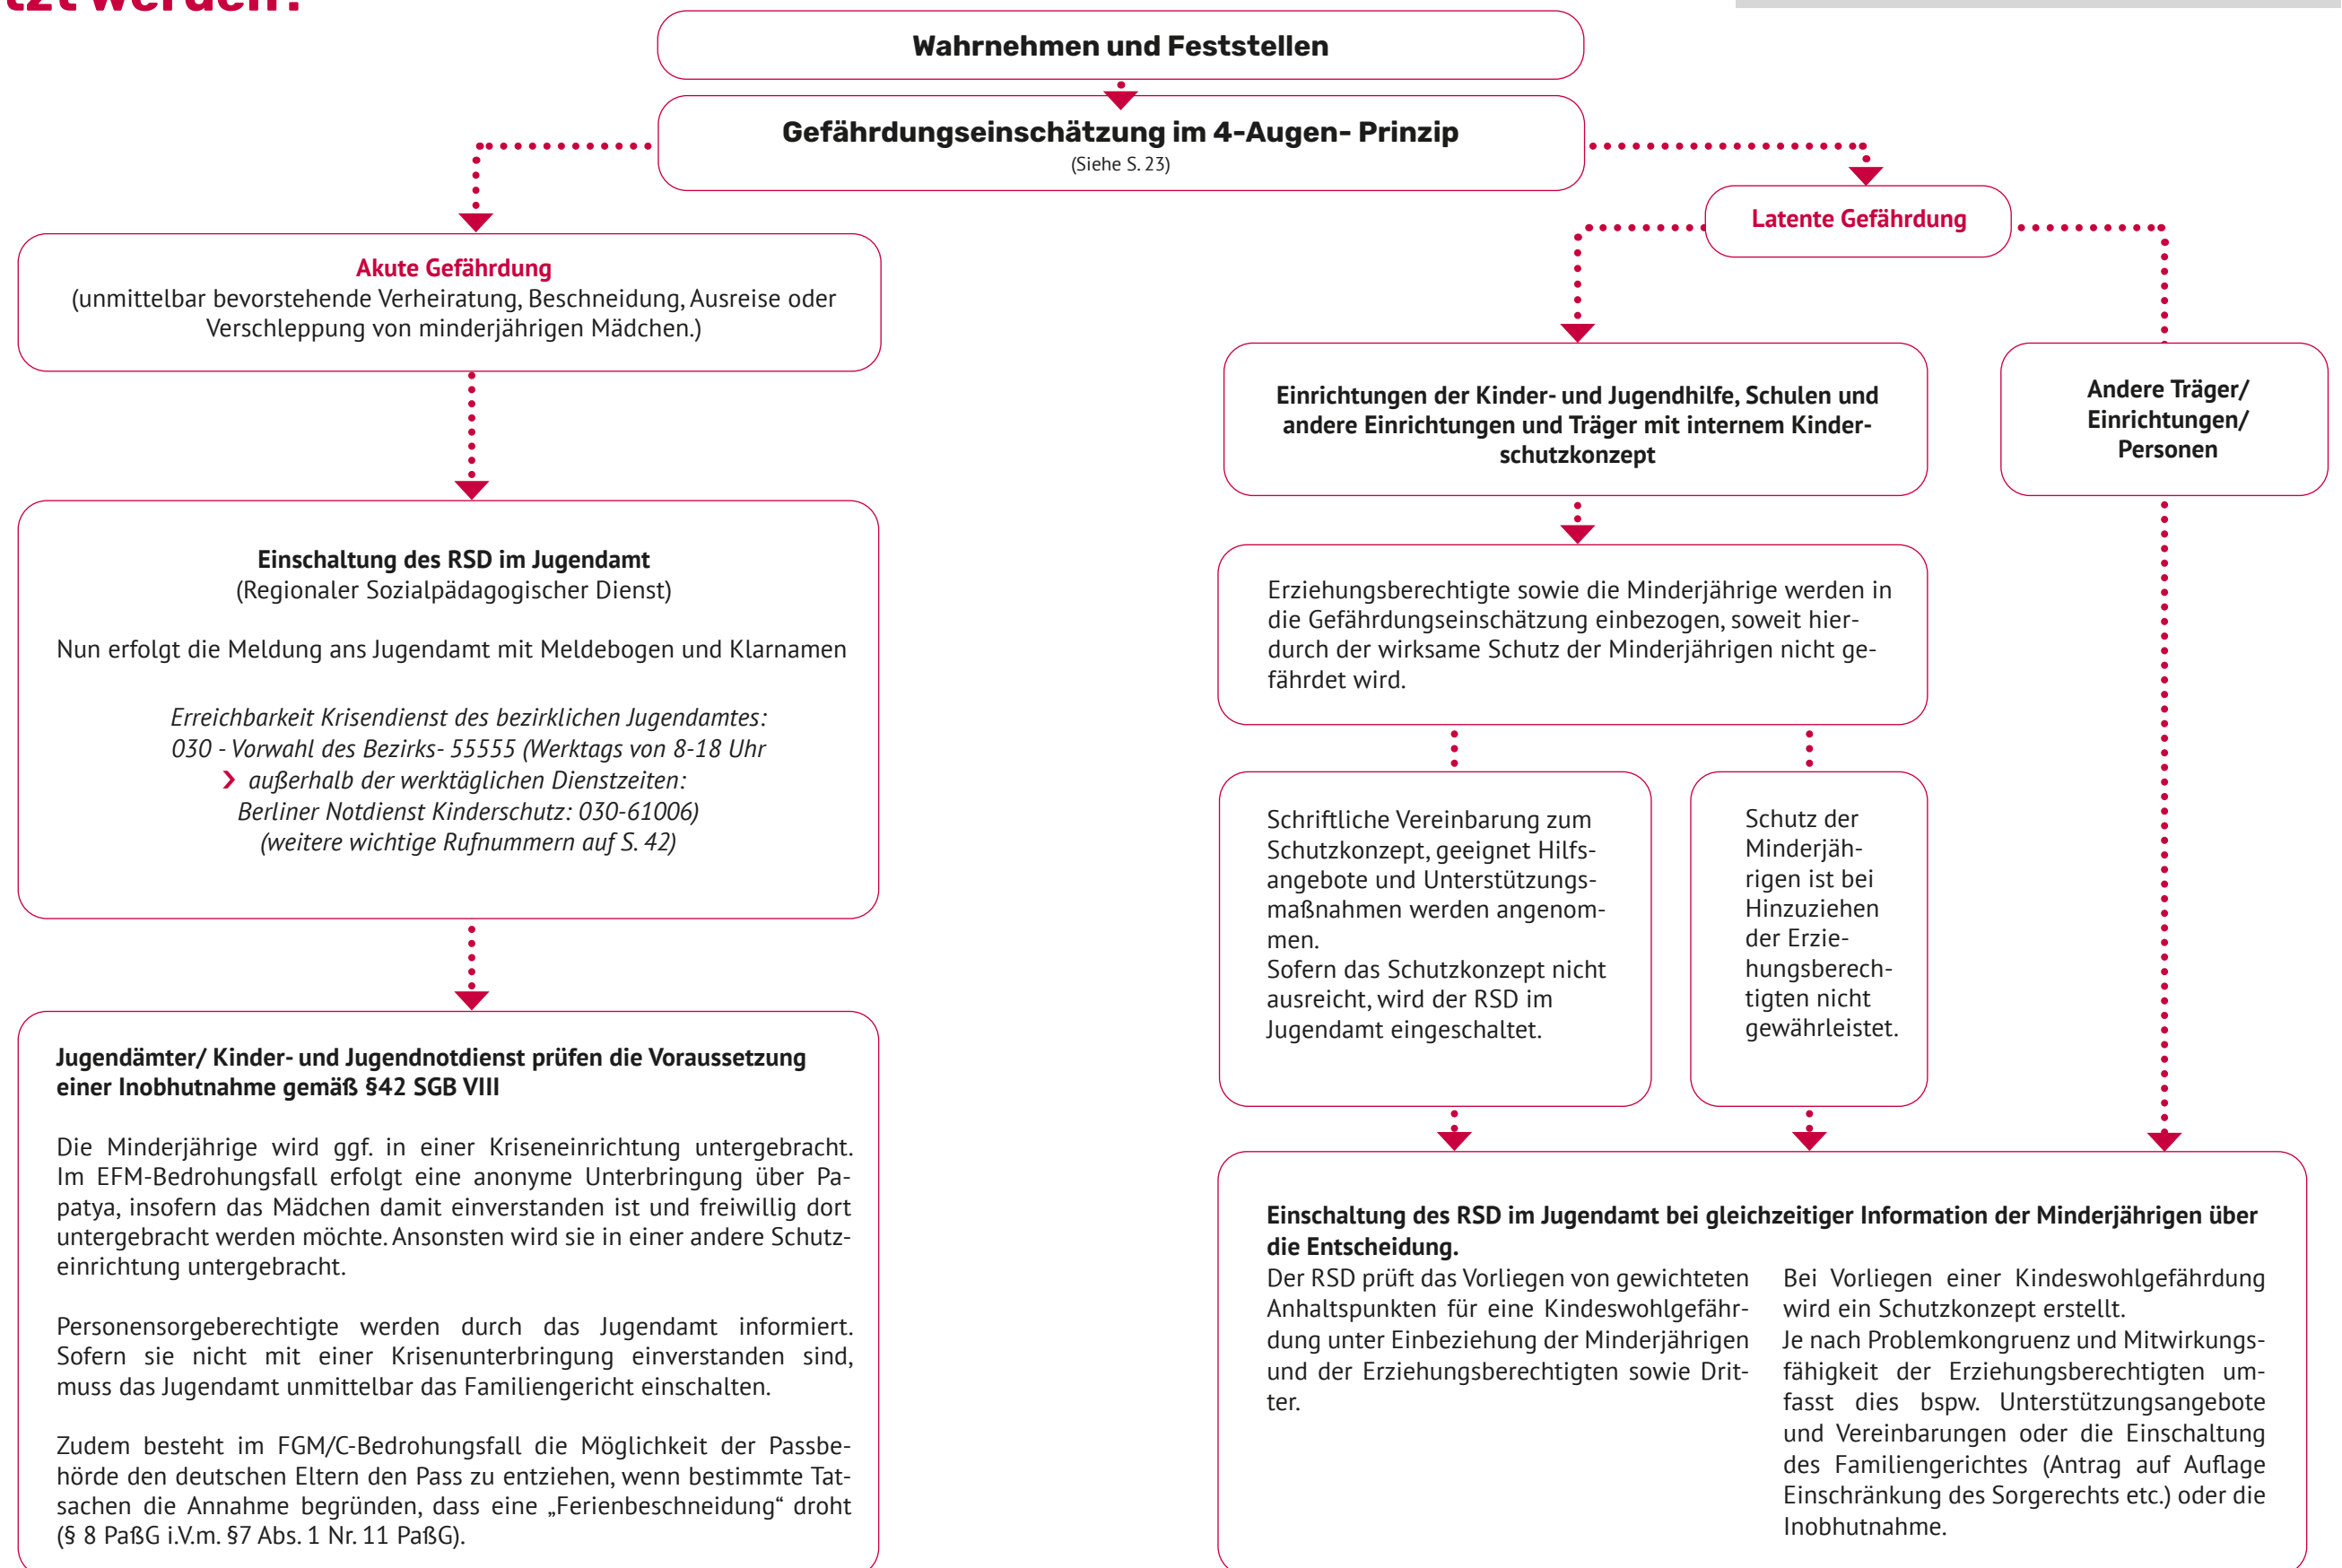 tzt werden?
Wahrnehmen und Feststellen
Gefährdungseinschätzung im 4-Augen- Prinzip
(Siehe S. 23)
Akute Gefährdung
(unmittelbar bevorstehende Verheiratung, Beschneidung, Ausreise oder
Verschleppung von minderjährigen Mädchen.)
Einschaltung des RSD im Jugendamt
(Regionaler Sozialpädagogischer Dienst)
Nun erfolgt die Meldung ans Jugendamt mit Meldebogen und Klarnamen
Erreichbarkeit Krisendienst des bezirklichen Jugendamtes:
030 - Vorwahl des Bezirks- 55555 (Werktags von 8-18 Uhr
› außerhalb der werktäglichen Dienstzeiten:
Berliner Notdienst Kinderschutz: 030-61006)
(weitere wichtige Rufnummern auf S. 42)
Jugendämter/ Kinder- und Jugendnotdienst prüfen die Voraussetzung
einer Inobhutnahme gemäß §42 SGB VIII
Die Minderjährige wird ggf. in einer Kriseneinrichtung untergebracht.
Im EFM-Bedrohungsfall erfolgt eine anonyme Unterbringung über Pa-
patya, insofern das Mädchen damit einverstanden ist und freiwillig dort
untergebracht werden möchte. Ansonsten wird sie in einer andere Schutz-
einrichtung untergebracht.
Personensorgeberechtigte werden durch das Jugendamt informiert.
Sofern sie nicht mit einer Krisenunterbringung einverstanden sind,
muss das Jugendamt unmittelbar das Familiengericht einschalten.
Zudem besteht im FGM/C-Bedrohungsfall die Möglichkeit der Passbe-
hörde den deutschen Eltern den Pass zu entziehen, wenn bestimmte Tat-
sachen die Annahme begründen, dass eine „Ferienbeschneidung“ droht
(§ 8 PaßG i.V.m. §7 Abs. 1 Nr. 11 PaßG).
Latente Gefährdung
Einrichtungen der Kinder- und Jugendhilfe, Schulen und
andere Einrichtungen und Träger mit internem Kinder-
schutzkonzept
Andere Träger/
Einrichtungen/
Personen
Erziehungsberechtigte sowie die Minderjährige werden in
die Gefährdungseinschätzung einbezogen, soweit hier-
durch der wirksame Schutz der Minderjährigen nicht ge-
fährdet wird.
Schriftliche Vereinbarung zum
Schutzkonzept, geeignet Hilfs-
angebote und Unterstützungs-
maßnahmen werden angenom-
men.
Sofern das Schutzkonzept nicht
ausreicht, wird der RSD im
Jugendamt eingeschaltet.
Schutz der
Minderjäh-
rigen ist bei
Hinzuziehen
der Erzie-
hungsberech-
tigten nicht
gewährleistet.
Einschaltung des RSD im Jugendamt bei gleichzeitiger Information der Minderjährigen über
die Entscheidung.
Der RSD prüft das Vorliegen von gewichteten
Anhaltspunkten für eine Kindeswohlgefähr-
dung unter Einbeziehung der Minderjährigen
und der Erziehungsberechtigten sowie Drit-
ter.
Bei Vorliegen einer Kindeswohlgefährdung
wird ein Schutzkonzept erstellt.
Je nach Problemkongruenz und Mitwirkungs-
fähigkeit der Erziehungsberechtigten um-
fasst dies bspw. Unterstützungsangebote
und Vereinbarungen oder die Einschaltung
des Familiengerichtes (Antrag auf Auflage
Einschränkung des Sorgerechts etc.) oder die
Inobhutnahme.